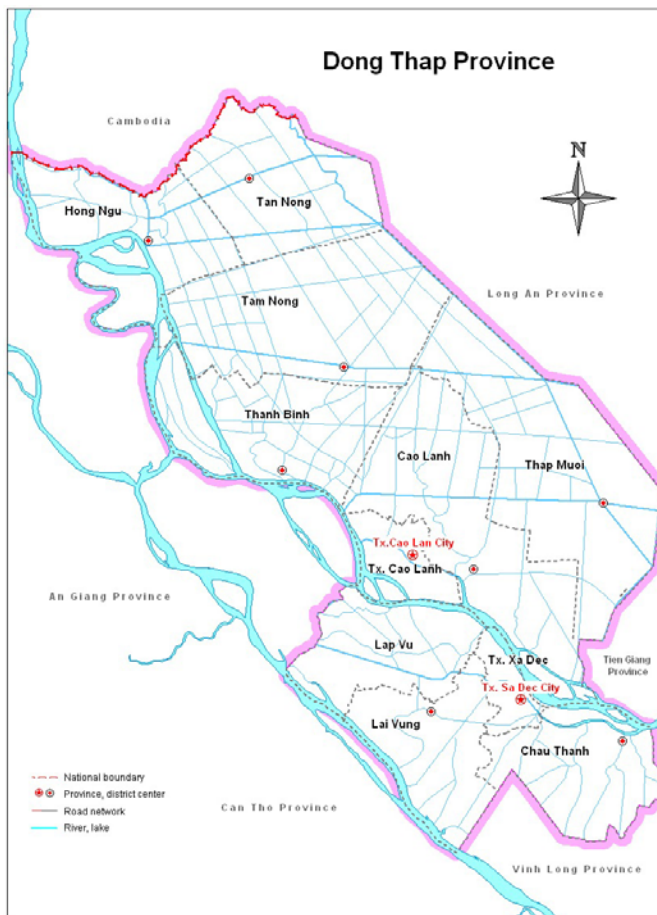 Dong Thap Province
Cambodia
N
Hong Ngu
Tan Nong
Long An Province
Tam Nong
Thanh Binh
Cao Lanh
Thap Muoi
Tx.Cao Lan City
Tx. Cao Lanh
An Giang Province
Lap Vu
Tx. Xa Dec
Tien Giang
Province
Tx. Sa Dec City
Lai Vung
Chau Thanh
National boundary
Province, district center
Road network
River, lake
Can Tho Province
Vinh Long Province